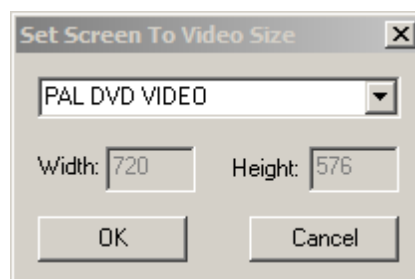 Set Screen To Video Size
PAL DVD VIDEO
Width: 720 Height: 576
OK Cancel